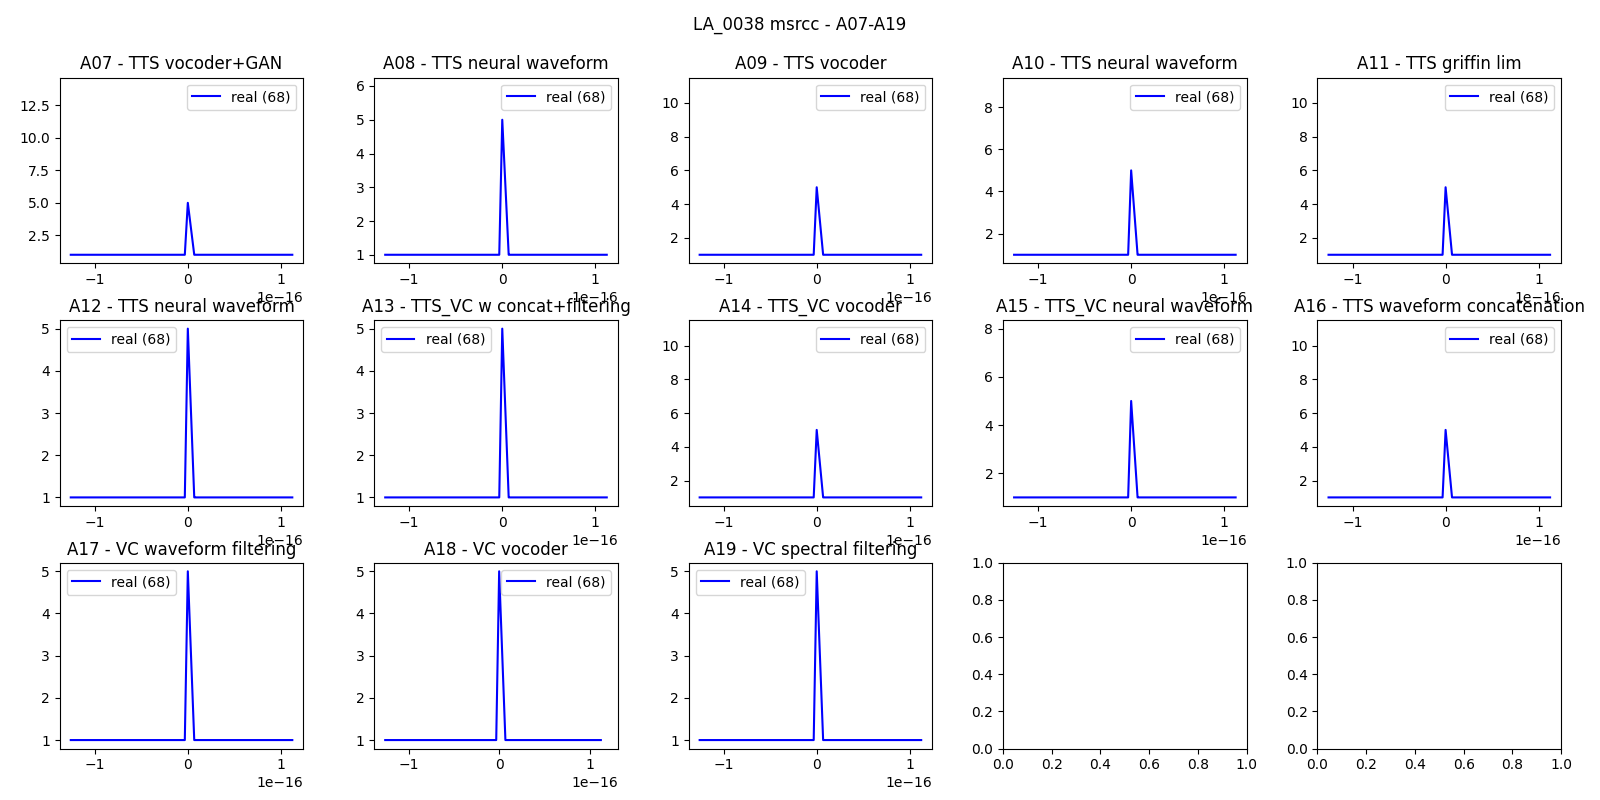 LA_0038 msrcc - A07-A19
A07 - TTS vocoder+GAN
real (68)
12.5
10.0
7.5
5.0
2.5
−1 0 1
1e−16
A08 - TTS neural waveform
real (68)
6
5
4
3
2
1
−1 0 1
1e−16
A09 - TTS vocoder
real (68)
10
8
6
4
2
−1 0 1
1e−16
A10 - TTS neural waveform
real (68)
8
6
4
2
−1 0 1
1e−16
A11 - TTS griffin lim
real (68)
10
8
6
4
2
−1 0 1
1e−16
A12 - TTS neural waveform
real (68)
5
4
3
2
1
−1 0 1
1e−16
A13 - TTS_VC w concat+filtering
real (68)
5
4
3
2
1
−1 0 1
1e−16
A14 - TTS_VC vocoder
real (68)
10
8
6
4
2
−1 0 1
1e−16
A15 - TTS_VC neural waveform
real (68)
8
6
4
2
−1 0 1
1e−16
A16 - TTS waveform concatenation
real (68)
10
8
6
4
2
−1 0 1
1e−16
A17 - VC waveform filtering
real (68)
5
4
3
2
1
−1 0 1
1e−16
A18 - VC vocoder
real (68)
5
4
3
2
1
−1 0 1
1e−16
A19 - VC spectral filtering
real (68)
5
4
3
2
1
−1 0 1
1e−16
1.0
0.8
0.6
0.4
0.2
0.0
0.0 0.2 0.4 0.6 0.8 1.0
1.0
0.8
0.6
0.4
0.2
0.0
0.0 0.2 0.4 0.6 0.8 1.0